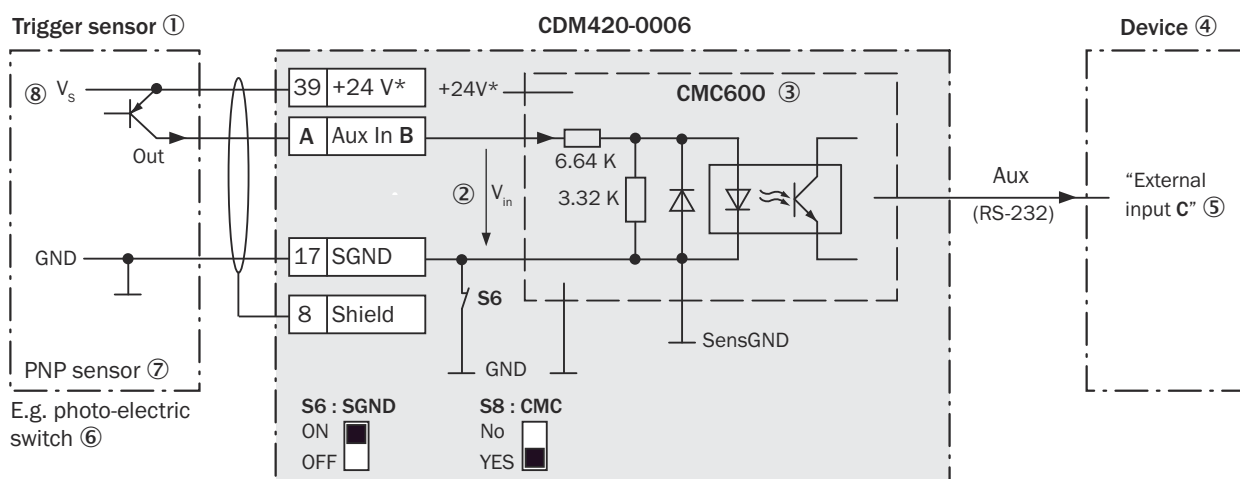 Trigger sensor ①
CDM420-0006
Device ④
⑧ Vs
39 +24 V*
+24V*
CMC600 ③
A Aux In B
Out
6.64 K
3.32 K
② Vin
Aux
(RS-232)
“External
input C” ⑤
GND
17 SGND
S6
8 Shield
SensGND
GND
PNP sensor ⑦
E.g. photo-electric
switch ⑥
S6 : SGND
ON
OFF
S8 : CMC
No
YES